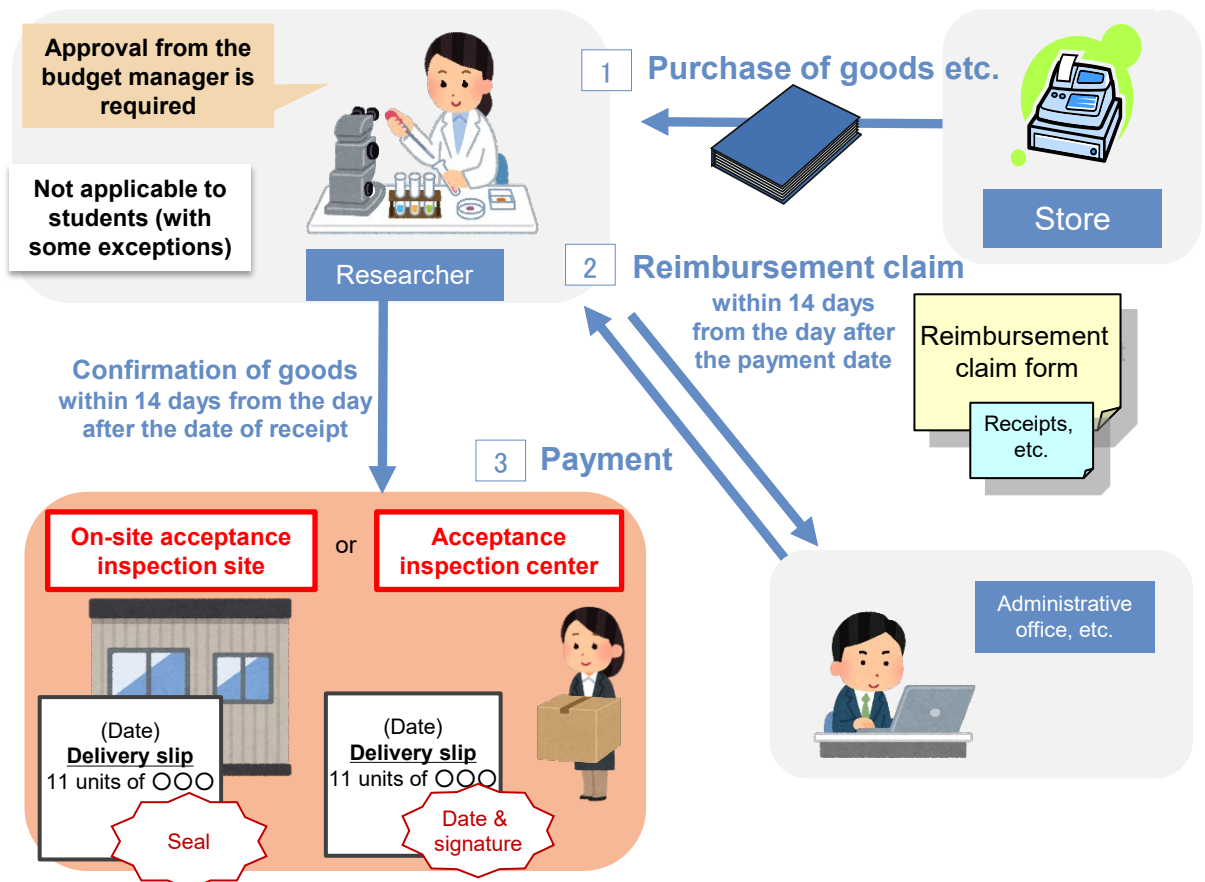 Approval from the
budget manager is
required
Not applicable to
students (with
some exceptions)
Researcher
1 Purchase of goods etc.
Store
2 Reimbursement claim
within 14 days
from the day after
the payment date
Reimbursement
claim form
Receipts,
etc.
Confirmation of goods
within 14 days from the day
after the date of receipt
3 Payment
On-site acceptance
inspection site
or
Acceptance
inspection center
(Date)
Delivery slip
11 units of 〇〇〇
Seal
(Date)
Delivery slip
11 units of 〇〇〇
Date &
signature
Administrative
office, etc.